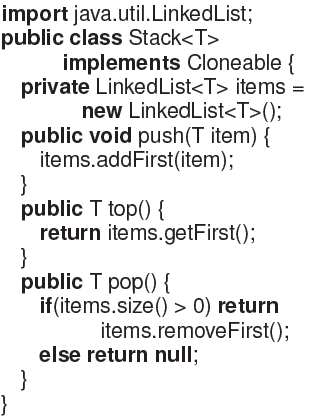 import java.util.LinkedList;
public class Stack<T>
implements Cloneable {
private LinkedList<T> items =
new LinkedList<T>();
public void push(T item) {
items.addFirst(item);
}
public T top() {
return items.getFirst();
}
public T pop() {
if(items.size() > 0) return
items.removeFirst();
else return null;
}
}